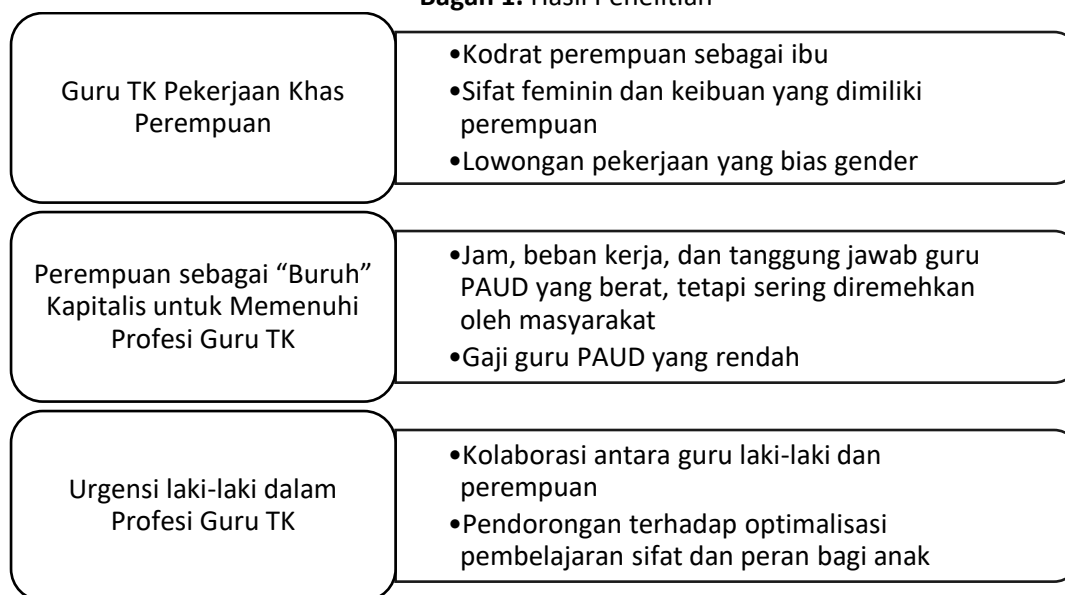 Bagan 1. Hasil Penelitian
Guru TK Pekerjaan Khas
Perempuan
•Kodrat perempuan sebagai ibu
•Sifat feminin dan keibuan yang dimiliki
perempuan
•Lowongan pekerjaan yang bias gender
Perempuan sebagai “Buruh”
Kapitalis untuk Memenuhi
Profesi Guru TK
•Jam, beban kerja, dan tanggung jawab guru
PAUD yang berat, tetapi sering diremehkan
oleh masyarakat
•Gaji guru PAUD yang rendah
Urgensi laki-laki dalam
Profesi Guru TK
•Kolaborasi antara guru laki-laki dan
perempuan
•Pendorongan terhadap optimalisasi
pembelajaran sifat dan peran bagi anak